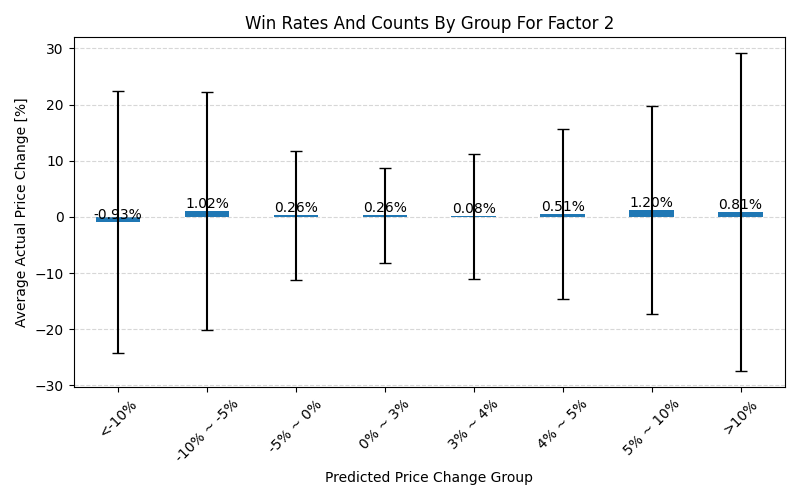 Win Rates And Counts By Group For Factor 2
Average Actual Price Change [%]
30
20
10
0
−10
−20
−30
-0.93%
1.02%
0.26%
0.26%
0.08%
0.51%
1.20%
0.81%
<-10%
-10% ~ -5%
-5% ~ 0%
0% ~ 3%
3% ~ 4%
4% ~ 5%
5% ~ 10%
>10%
Predicted Price Change Group